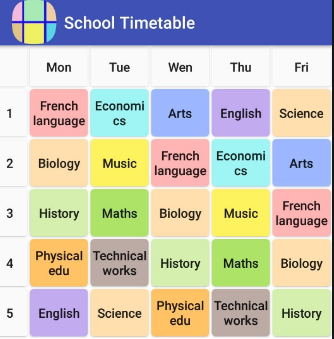 School Timetable
Mon Tue Wen Thu Fri
1 French language Economi cs Arts English Science
2 Biology Music French language Economi cs Arts
3 History Maths Biology Music French language
4 Physical edu Technical works History Maths Biology
5 English Science Physical edu Technical works History